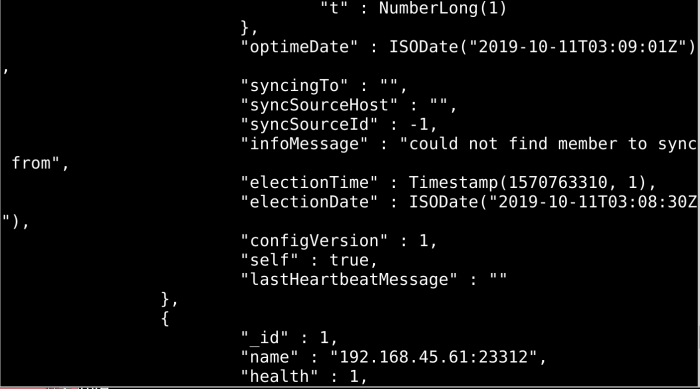 "t" : NumberLong(1)
},
"optimeDate" : ISODate("2019-10-11T03:09:01Z")
,
"syncingTo" : "",
"syncSourceHost" : "",
"syncSourceId" : -1,
"infoMessage" : "could not find member to sync
from",
"electionTime" : Timestamp(1570763310, 1),
"electionDate" : ISODate("2019-10-11T03:08:30Z
"),
"configVersion" : 1,
"self" : true,
"lastHeartbeatMessage" : ""
},
{
"_id" : 1,
"name" : "192.168.45.61:23312",
"health" : 1,